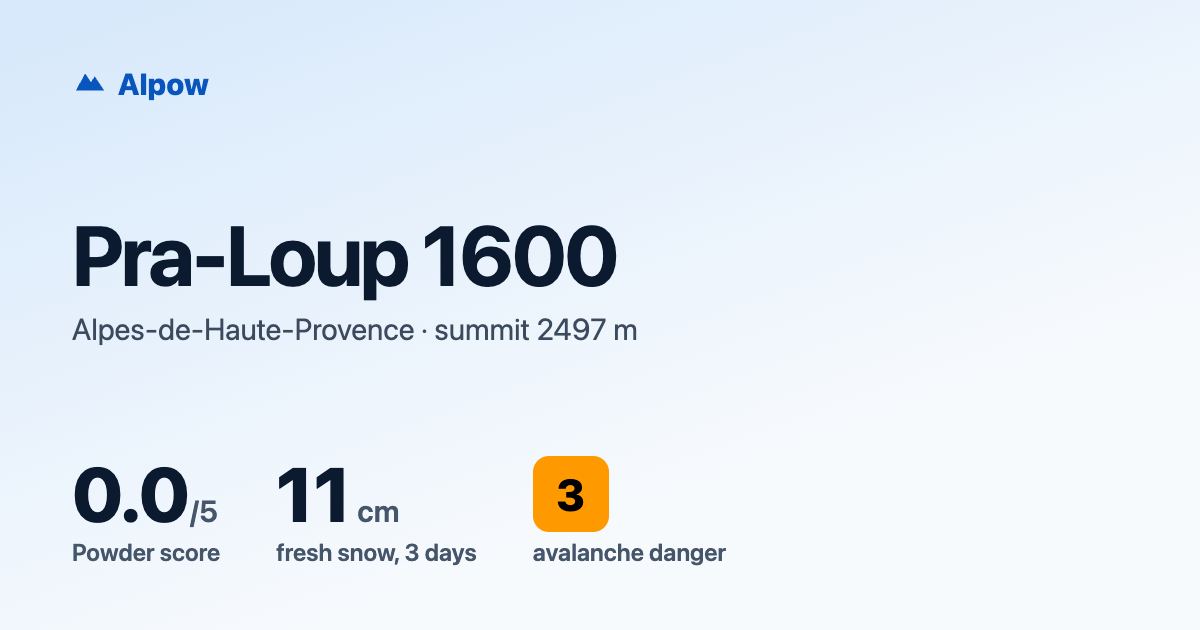 Alpow
Pra-Loup 1600
Alpes-de-Haute-Provence · summit 2497 m
0.0/5 11 cm 3
Powder score fresh snow, 3 days avalanche danger